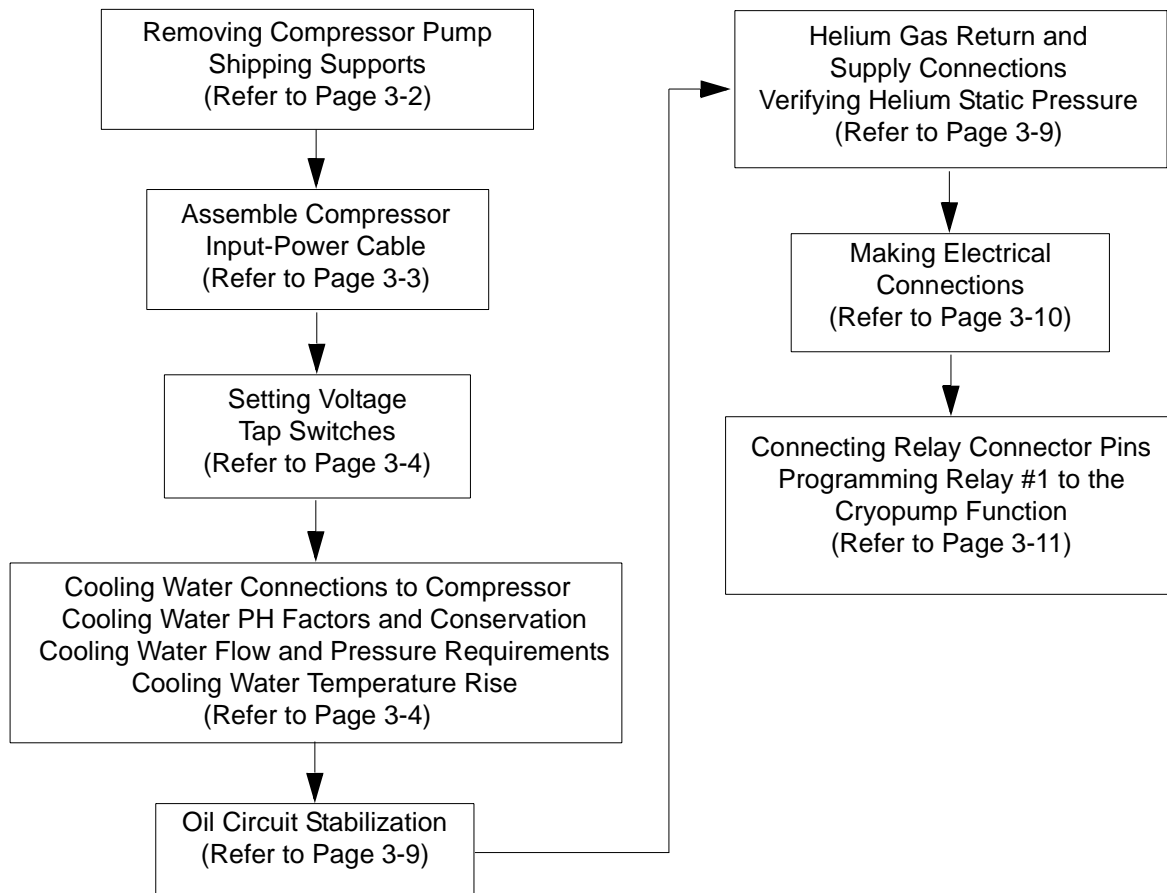 Removing Compressor Pump
Shipping Supports
(Refer to Page 3-2)
Assemble Compressor
Input-Power Cable
(Refer to Page 3-3)
Setting Voltage
Tap Switches
(Refer to Page 3-4)
Cooling Water Connections to Compressor
Cooling Water PH Factors and Conservation
Cooling Water Flow and Pressure Requirements
Cooling Water Temperature Rise
(Refer to Page 3-4)
Oil Circuit Stabilization
(Refer to Page 3-9)
Helium Gas Return and
Supply Connections
Verifying Helium Static Pressure
(Refer to Page 3-9)
Making Electrical
Connections
(Refer to Page 3-10)
Connecting Relay Connector Pins
Programming Relay #1 to the
Cryopump Function
(Refer to Page 3-11)